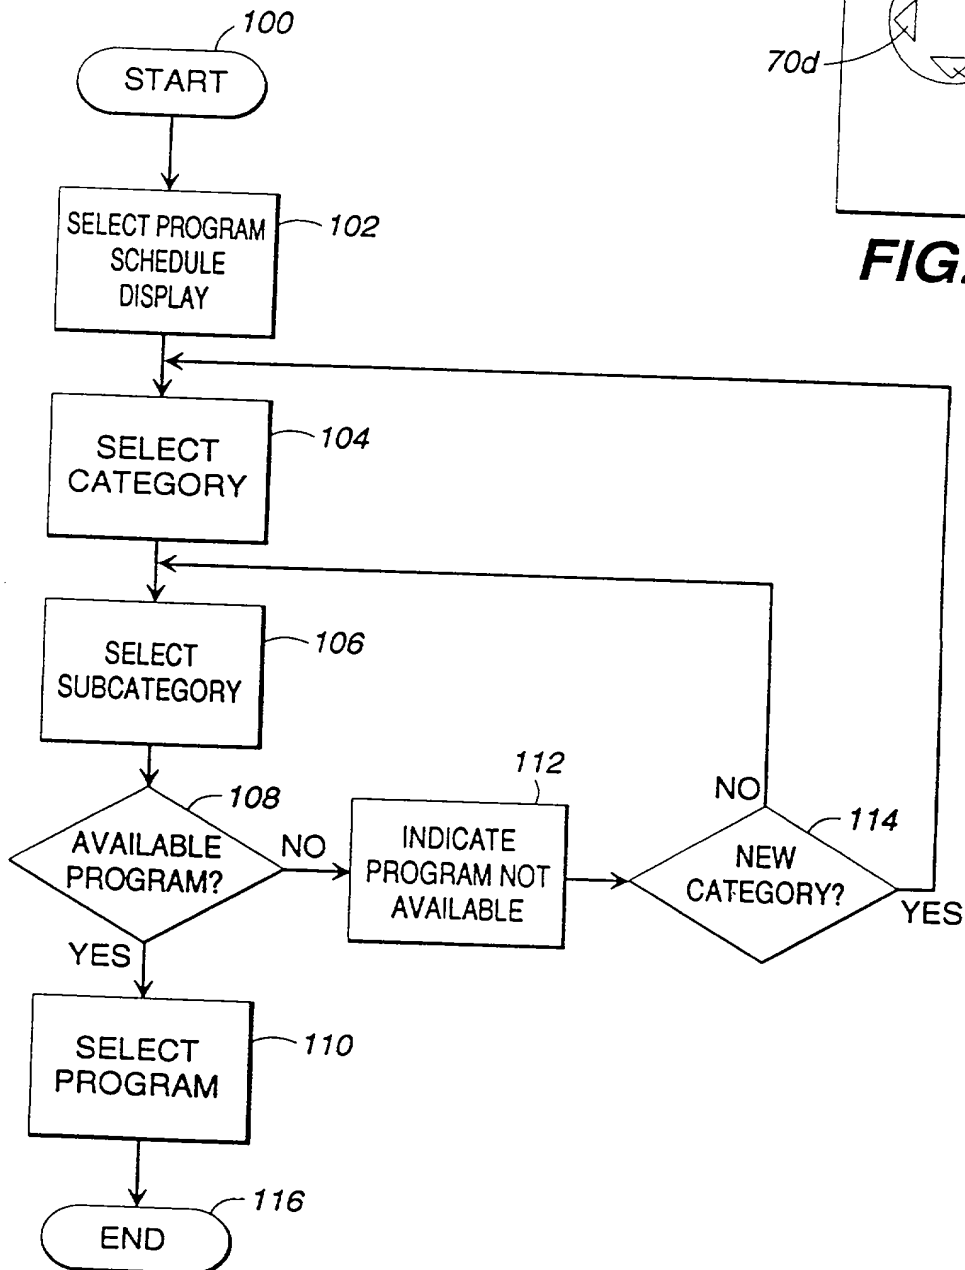 100
START
70d
SELECT PROGRAM
SCHEDULE
DISPLAY
102
FIG.
SELECT
CATEGORY
104
SELECT
SUBCATEGORY
106
AVAILABLE
PROGRAM?
108
NO
YES
112
INDICATE
PROGRAM NOT
AVAILABLE
NO
114
NEW
CATEGORY?
YES
SELECT
PROGRAM
110
116
END